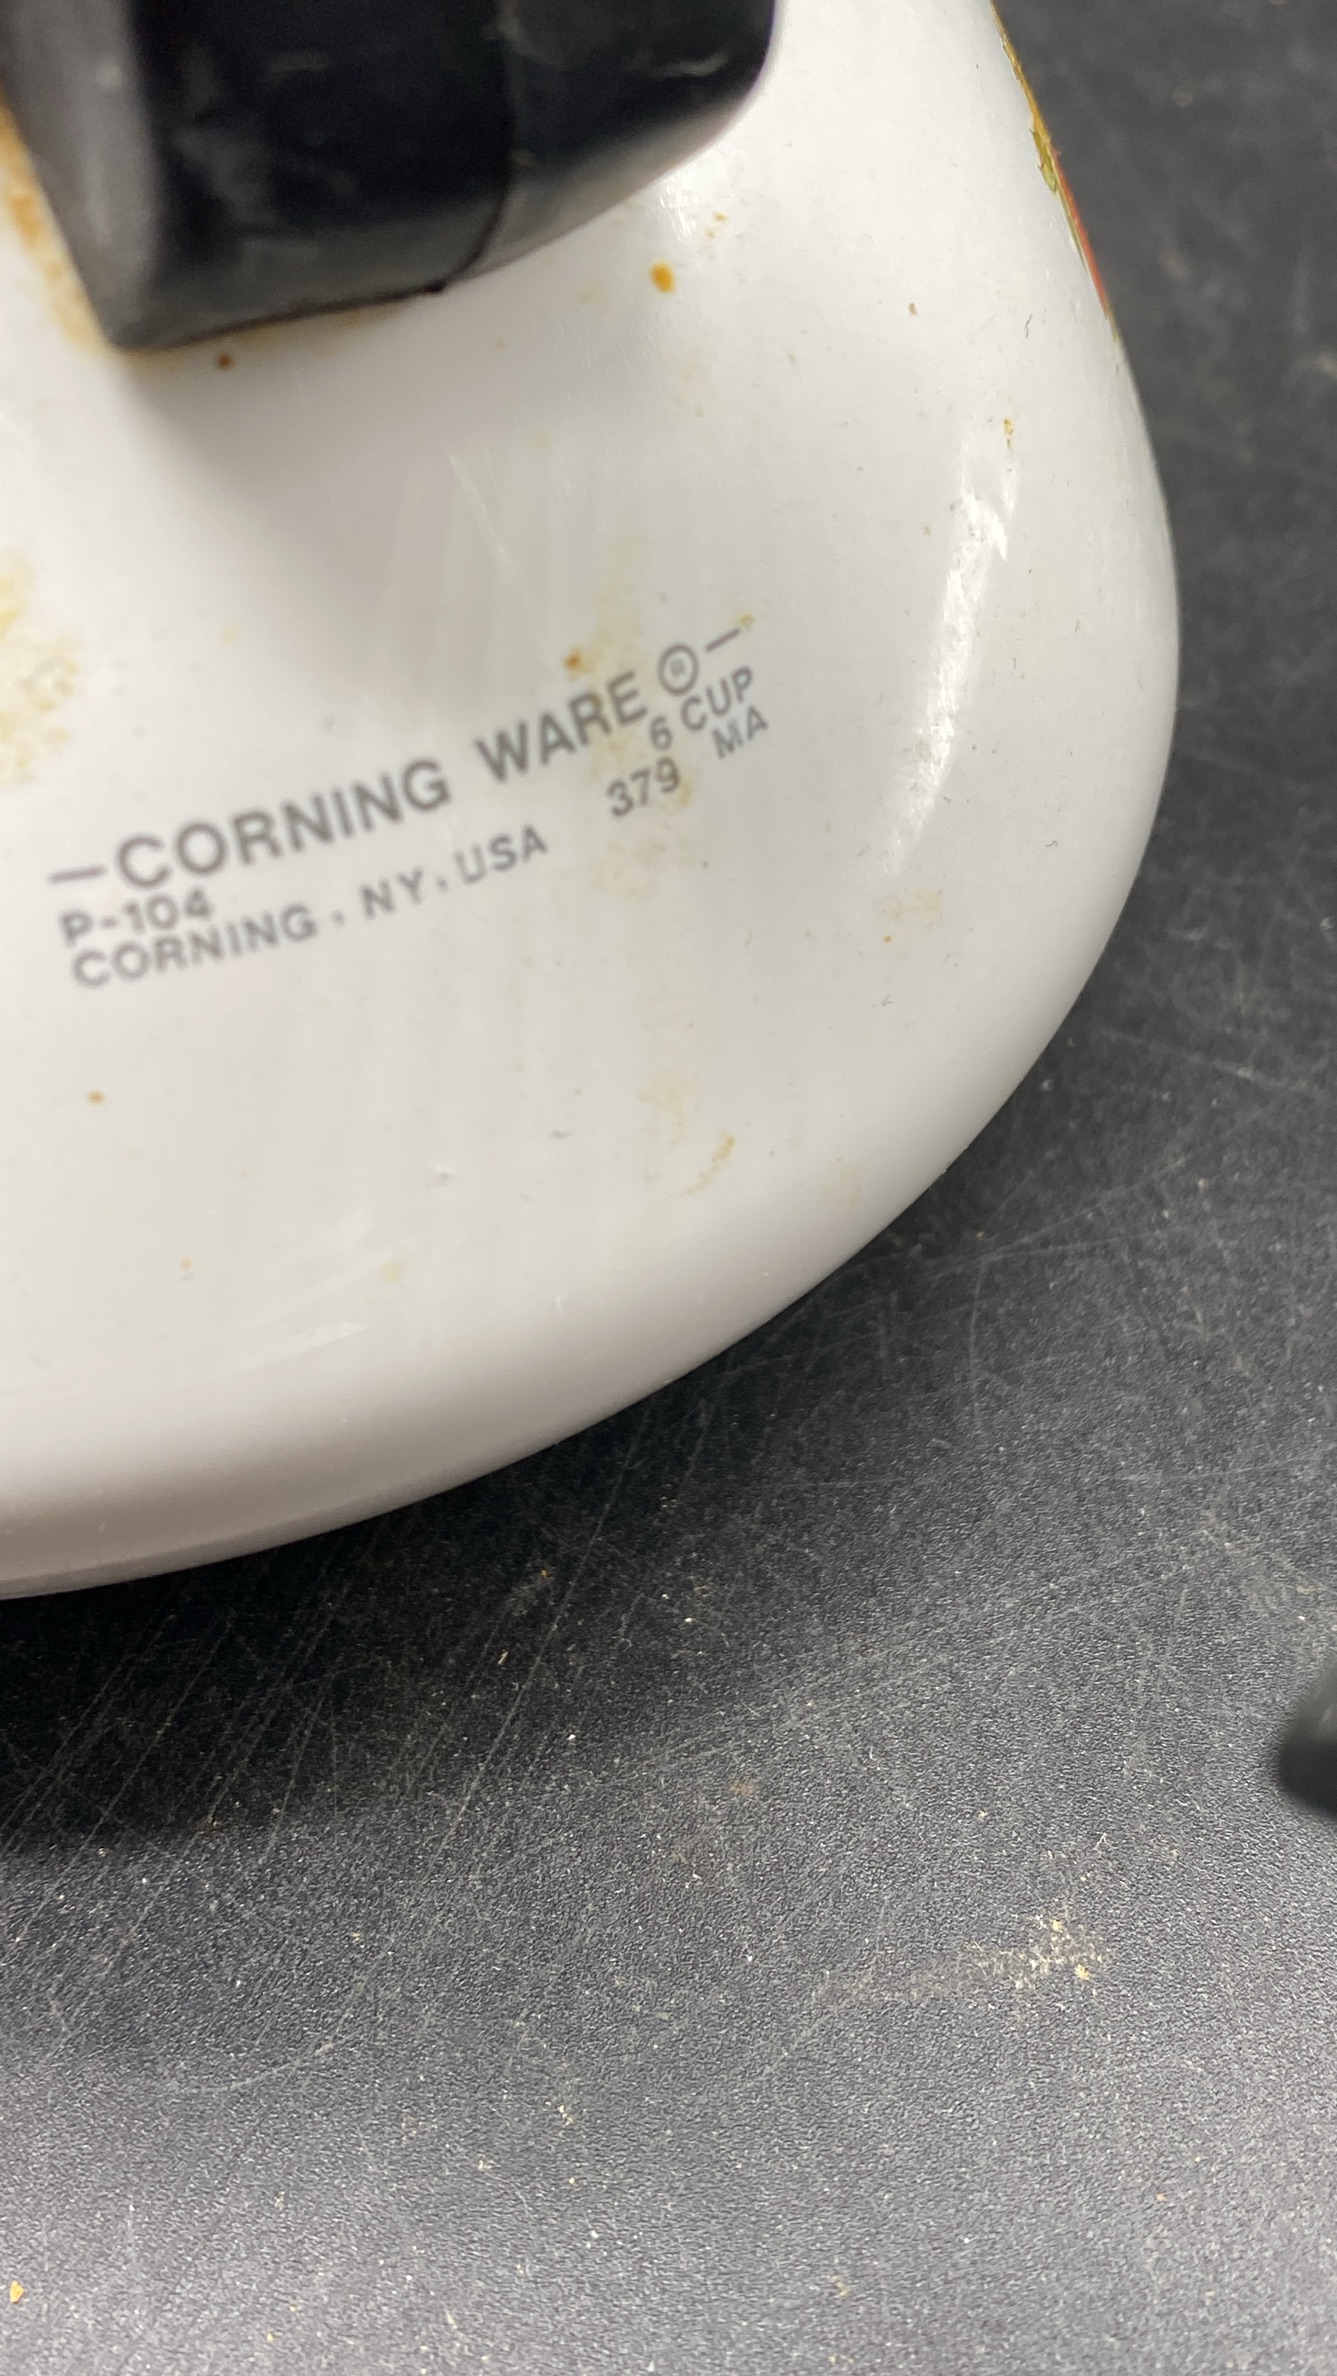 —CORNING WARE ®—
P-104 6 CUP
CORNING, NY, USA 379 MA